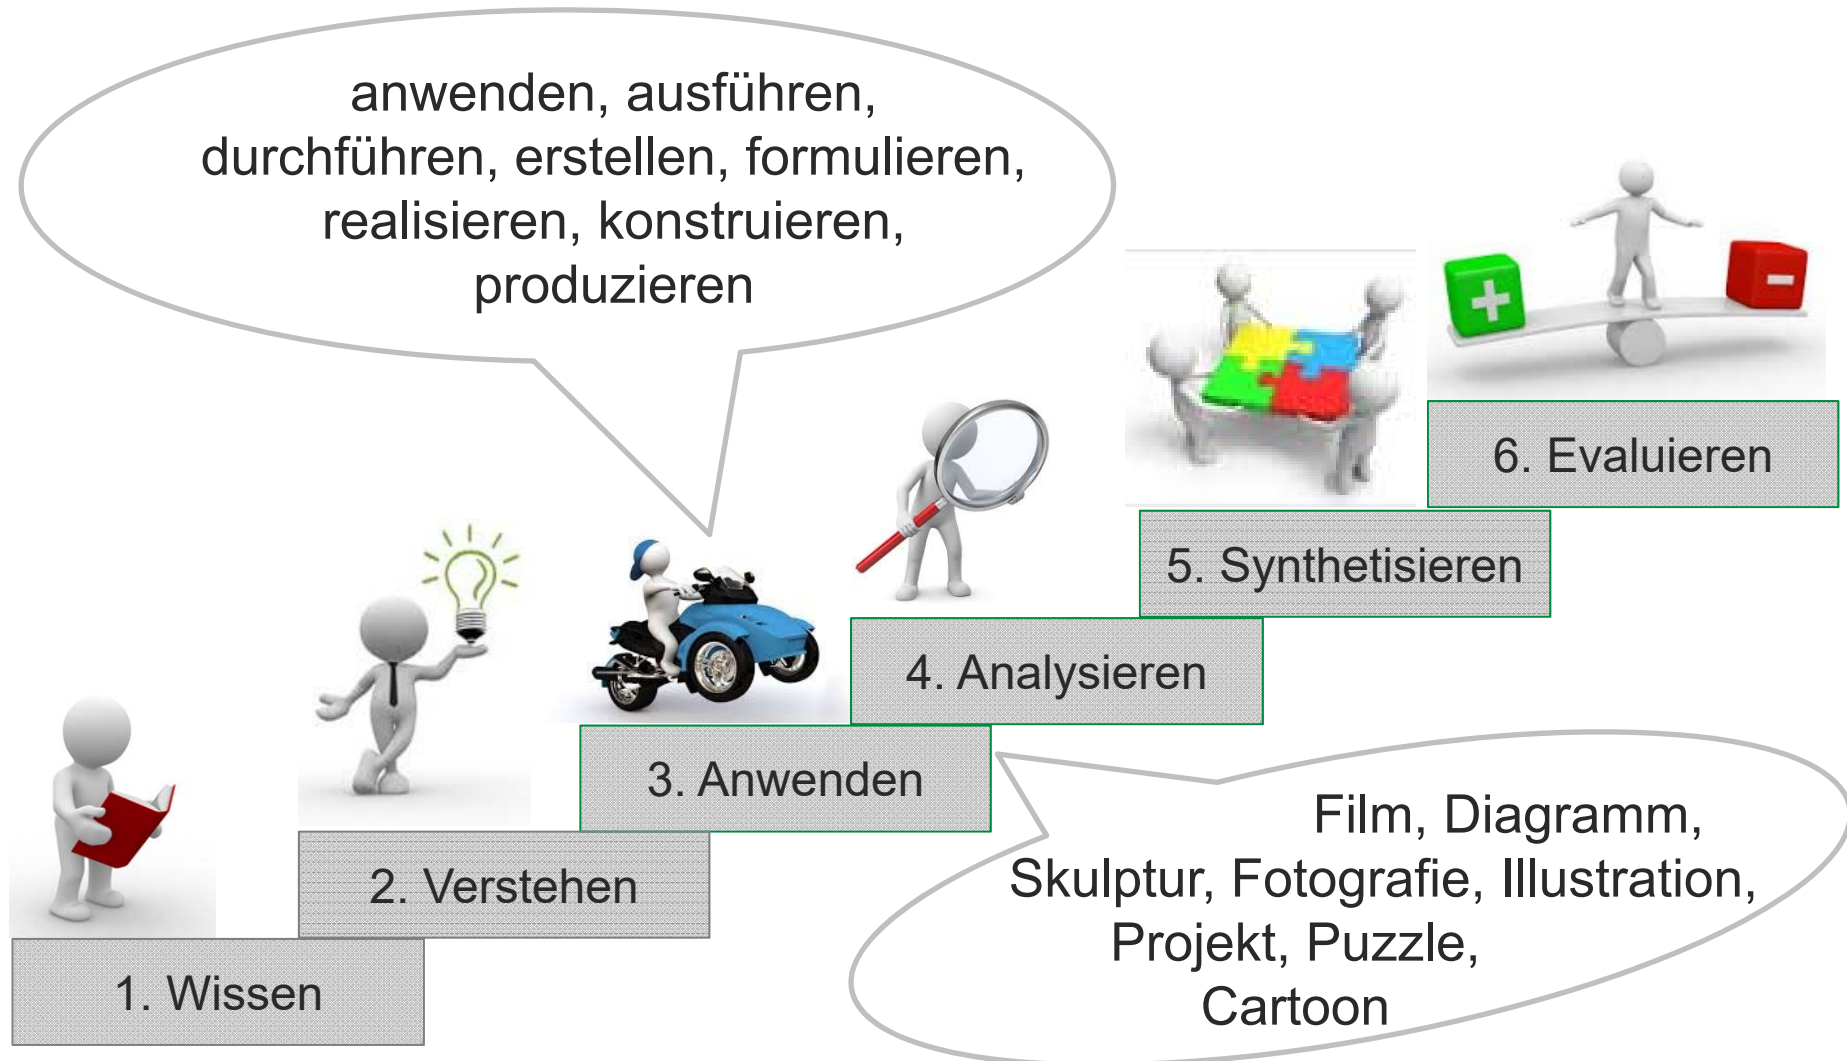 anwenden, ausführen,
durchführen, erstellen, formulieren,
realisieren, konstruieren,
produzieren
6. Evaluieren
5. Synthetisieren
4. Analysieren
3. Anwenden
2. Verstehen
1. Wissen
Film, Diagramm,
Skulptur, Fotografie, Illustration,
Projekt, Puzzle,
Cartoon